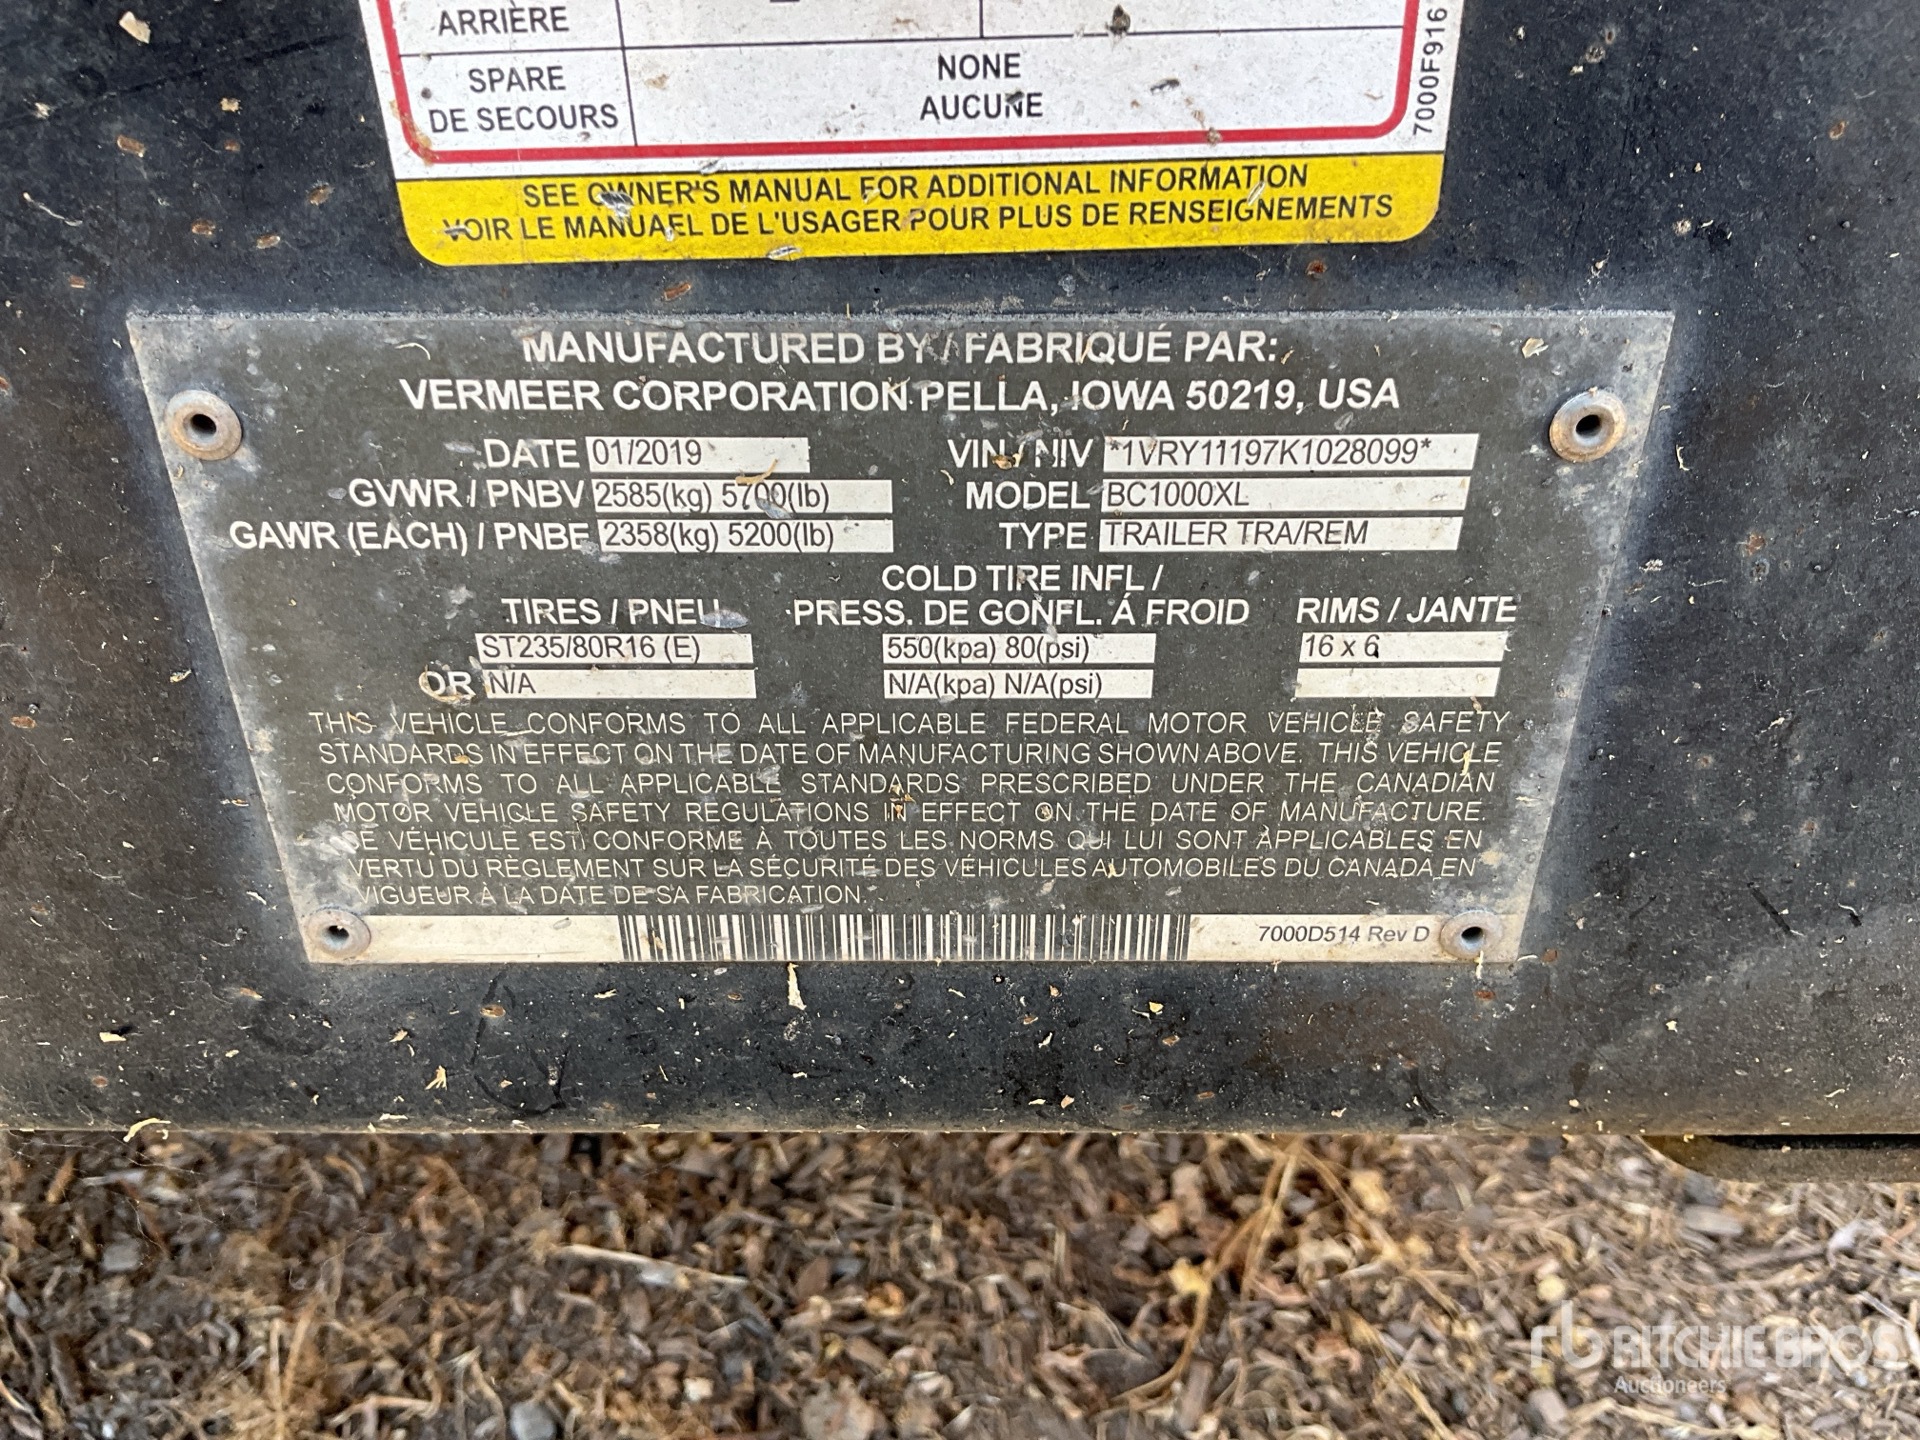 ARRIÈRE
SPARE
DE SECOURS
NONE
AUCUNE
7000F916
SEE OWNER'S MANUAL FOR ADDITIONAL INFORMATION
VOIR LE MANUAEL DE L'USAGER POUR PLUS DE RENSEIGNEMENTS
MANUFACTURED BY / FABRIQUÉ PAR:
VERMEER CORPORATION PELLA, IOWA 50219, USA
DATE 01/2019 VIN / NIV *1VRY11197K1028099*
GVWR / PNBV 2585(kg) 5700(lb) MODEL BC1000XL
GAWR (EACH) / PNBE 2358(kg) 5200(lb) TYPE TRAILER TRA/REM
COLD TIRE INFL /
TIRES / PNEU PRESS. DE GONFL. Á FROID RIMS / JANTE
ST235/80R16 (E) 550(kpa) 80(psi) 16 x 6
OR N/A N/A(kpa) N/A(psi)
THIS VEHICLE CONFORMS TO ALL APPLICABLE FEDERAL MOTOR VEHICLE SAFETY
STANDARDS IN EFFECT ON THE DATE OF MANUFACTURING SHOWN ABOVE. THIS VEHICLE
CONFORMS TO ALL APPLICABLE STANDARDS PRESCRIBED UNDER THE CANADIAN
MOTOR VEHICLE SAFETY REGULATIONS IN EFFECT ON THE DATE OF MANUFACTURE.
SE VÉHICULE EST CONFORME À TOUTES LES NORMS QUI LUI SONT APPLICABLES EN
VERTU DU RÈGLEMENT SUR LA SÉCURITÉ DES VÉHICULES AUTOMOBILES DU CANADA EN
VIGUEUR À LA DATE DE SA FABRICATION.
7000D514 Rev D
rb RITCHIE BROS
Auctioneers